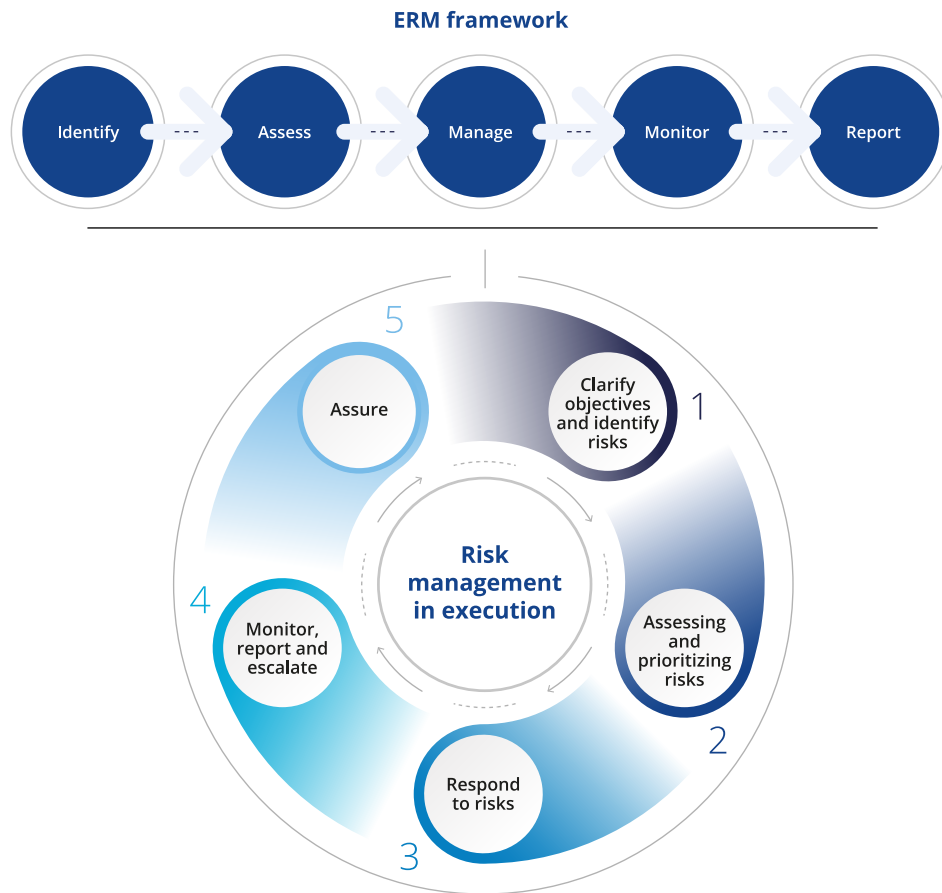 ERM framework
Identify
Assess
Manage
Monitor
Report
5
Assure
Clarify
objectives
and identify
risks
1
Risk
management
in execution
4
Monitor,
report and
escalate
Assessing
and
prioritizing
risks
2
Respond
to risks
3